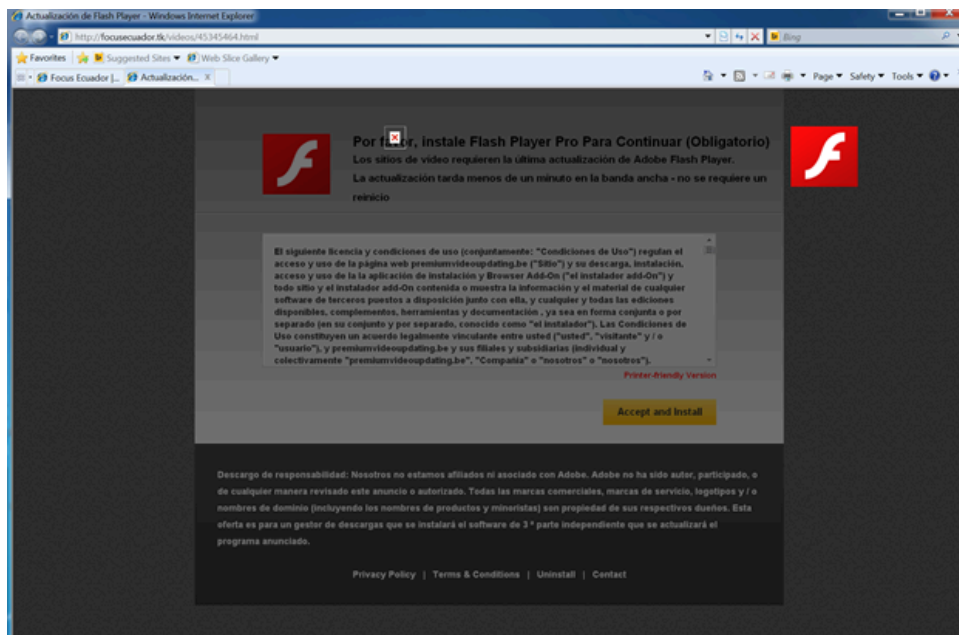 Actualización de Flash Player - Windows Internet Explorer
http://focusecuador.tk/videos/45345464.html
Bing
Favorites
Suggested Sites
Web Slice Gallery
Focus Ecuador |...
Actualización...
X
Page
Safety
Tools
Por favor, instale Flash Player Pro Para Continuar (Obligatorio)
Los sitios de vídeo requieren la última actualización de Adobe Flash Player.
La actualización tarda menos de un minuto en la banda ancha - no se requiere un
reinicio
El siguiente licencia y condiciones de uso (conjuntamente: "Condiciones de Uso") regulan el
acceso y uso de la página web premiumvideoupdating.be ("Sitio") y su descarga, instalación,
acceso y uso de la la aplicación de instalación y Browser Add-On ("el instalador add-On") y
todo sitio y el instalador add-On contenida o muestra la información y el material de cualquier
software de terceros puestos a disposición junto con ella, y cualquier y todas las ediciones
disponibles, complementos, herramientas y documentación , ya sea en forma conjunta o por
separado (en su conjunto y por separado, conocido como "el instalador"). Las Condiciones de
Uso constituyen un acuerdo legalmente vinculante entre usted ("usted", "visitante" y / o
"usuario"), y premiumvideoupdating.be y sus filiales y subsidiarias (individual y
colectivamente "premiumvideoupdating.be", "Compañía" o "nosotros" o "nosotros").
Printer-friendly Version
Accept and Install
Descargo de responsabilidad: Nosotros no estamos afiliados ni asociado con Adobe. Adobe no ha sido autor, participado, o
de cualquier manera revisado este anuncio o autorizado. Todas las marcas comerciales, marcas de servicio, logotipos y / o
nombres de dominio (incluyendo los nombres de productos y minoristas) son propiedad de sus respectivos dueños. Esta
oferta es para un gestor de descargas que se instalará el software de 3 ª parte independiente que se actualizará el
programa anunciado.
Privacy Policy | Terms & Conditions | Uninstall | Contact